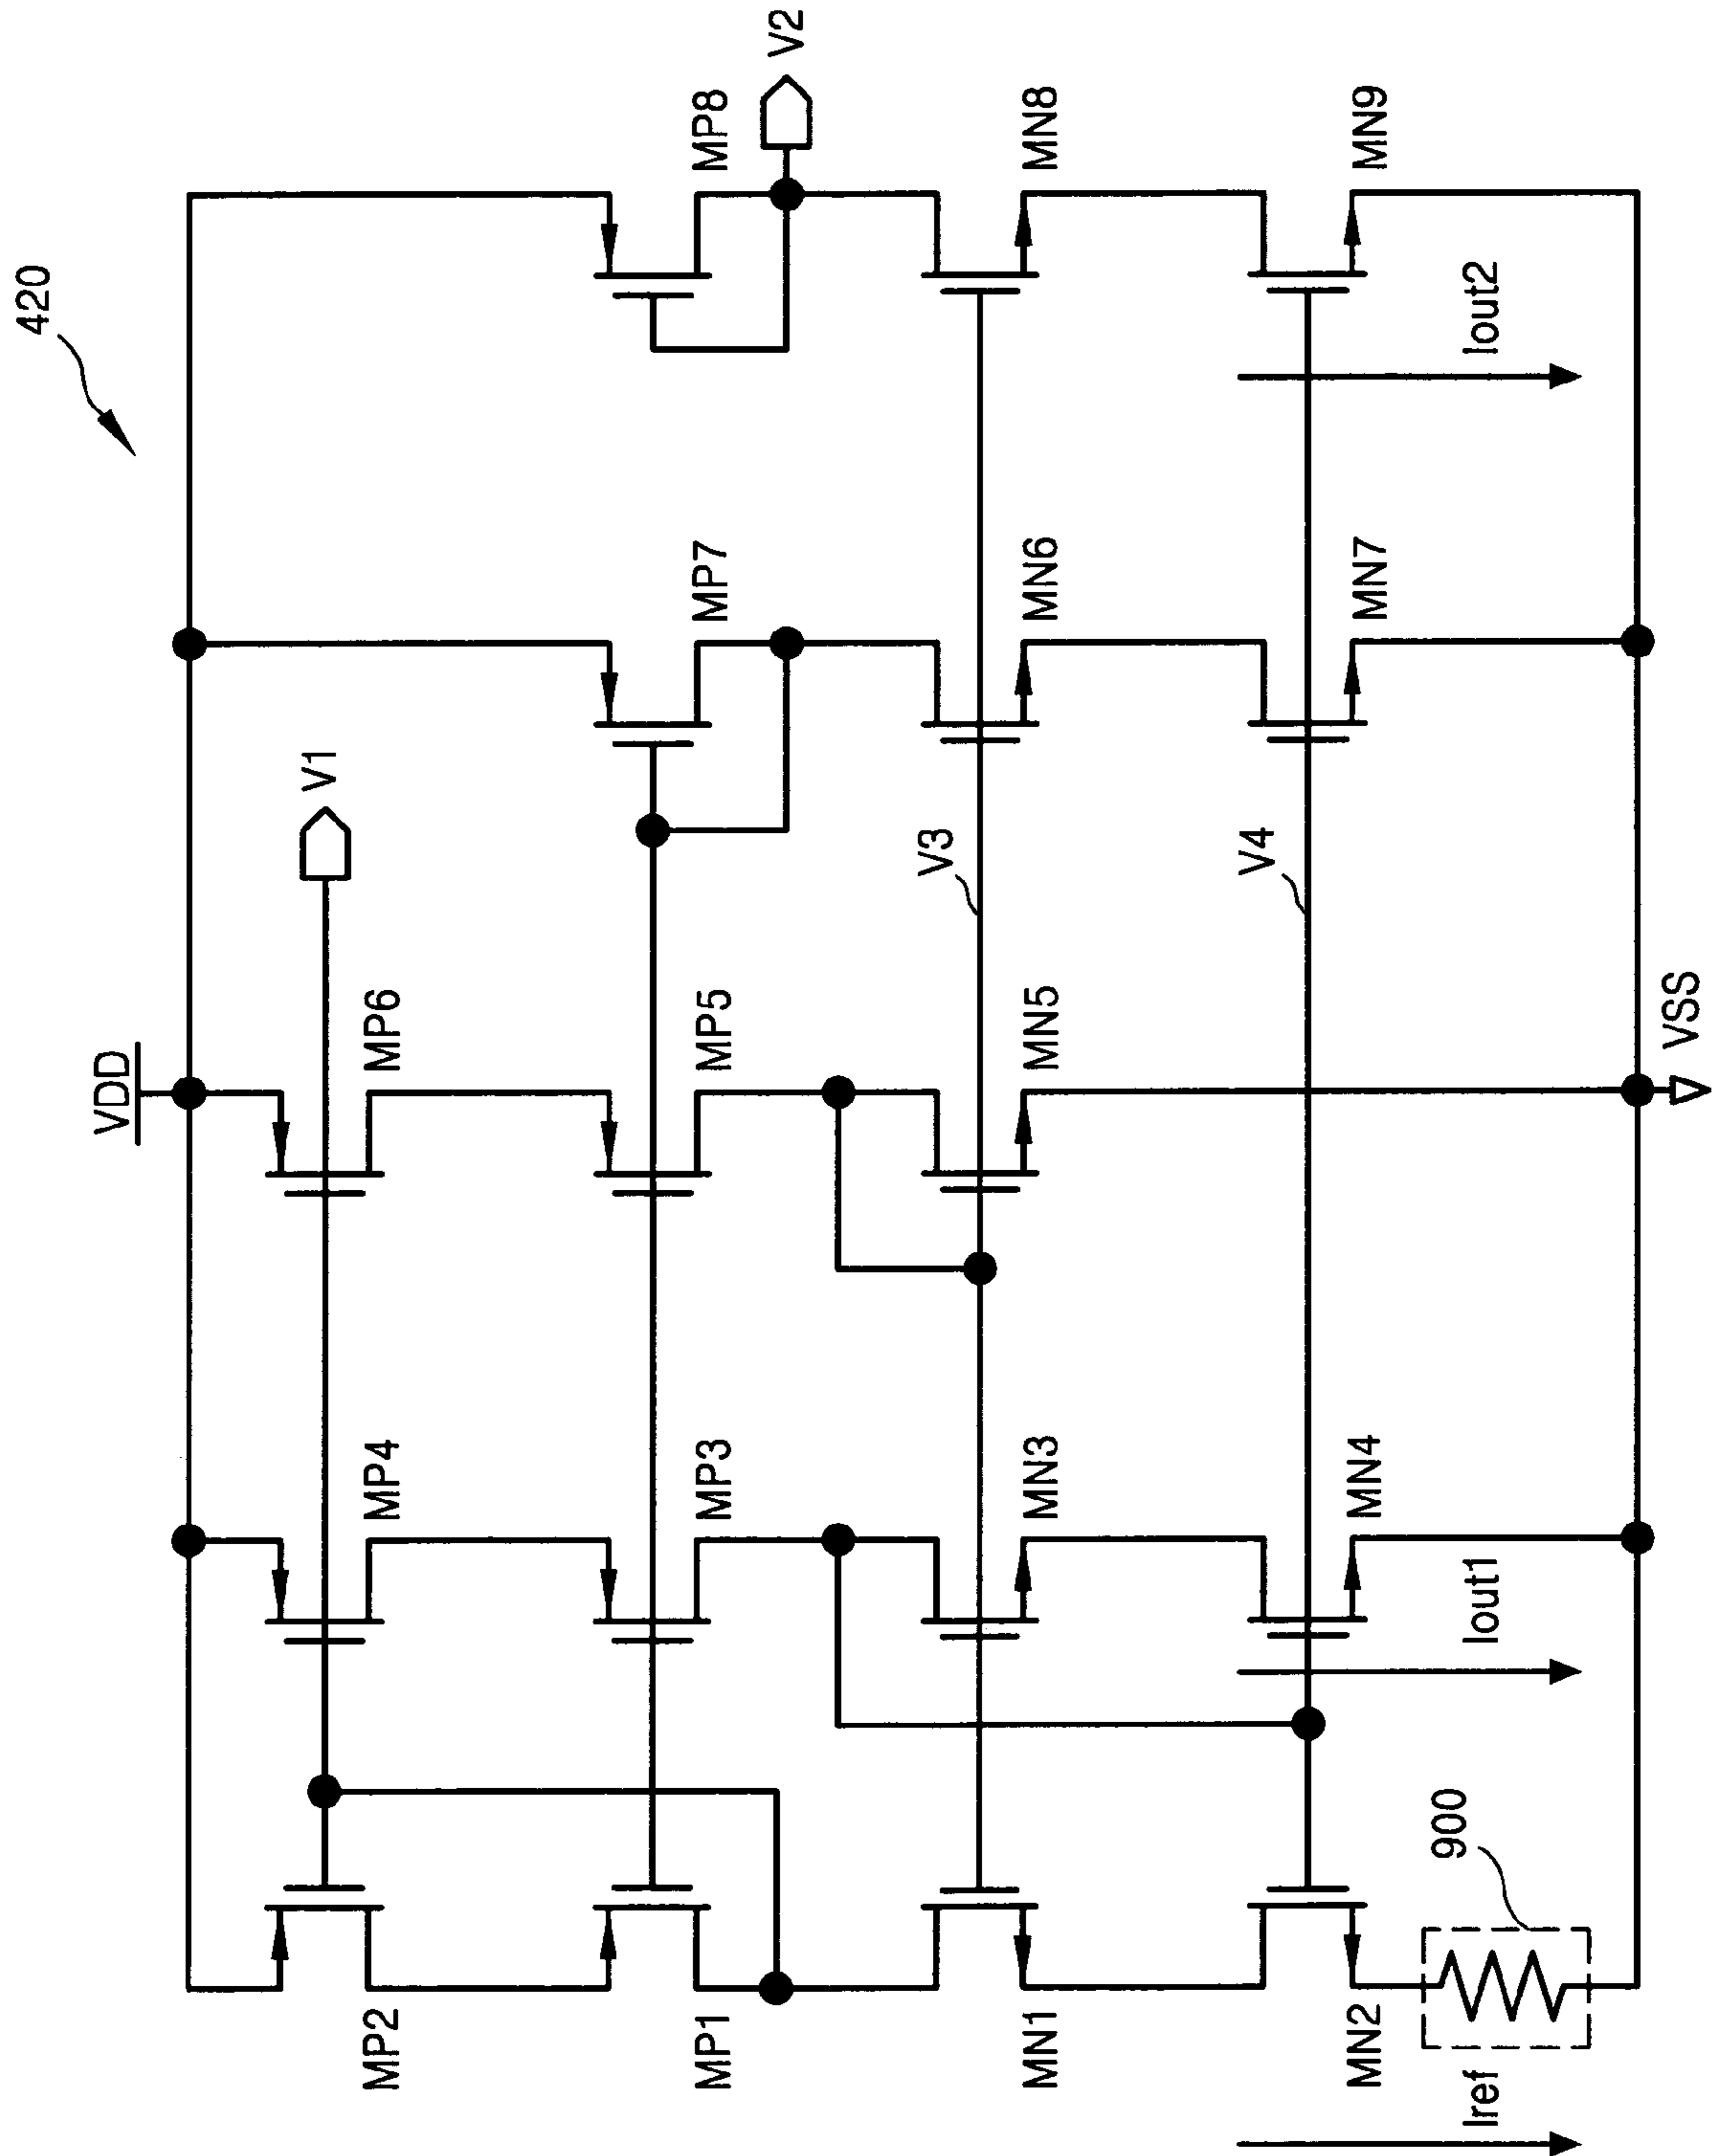 420
VDD
V1
MP2
MP4
MP6
MP1
MP3
MP5
MP7
MP8
V2
V3
MN1
MN3
MN5
MN6
MN8
V4
MN2
MN4
MN7
MN9
900
Iref
Iout1
Iout2
VSS